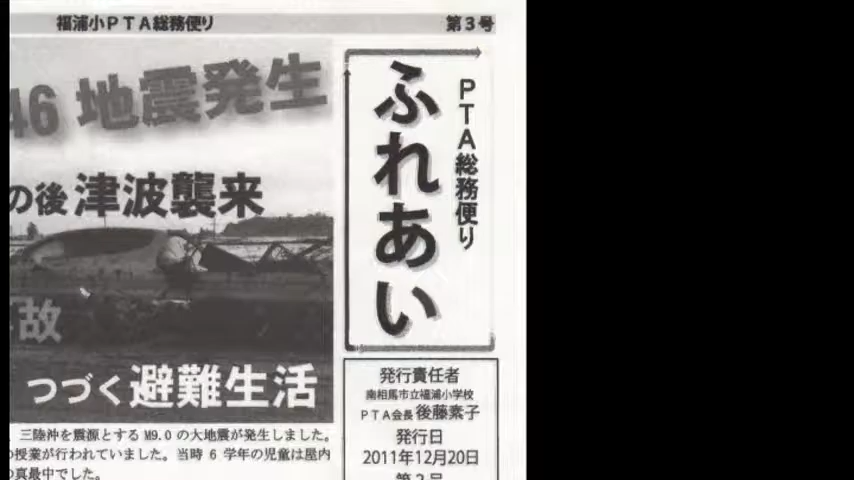 福浦小PTA総務便り
第3号
46 地震発生
の後 津波襲来
故
つづく避難生活
PTA総務便り
ふれあい
発行責任者
南相馬市立福浦小学校
PTA会長 後藤素子
発行日
2011年12月20日
三陸沖を震源とする M9.0 の大地震が発生しました。
授業が行われていました。当時 6 学年の児童は屋内
真最中でした。